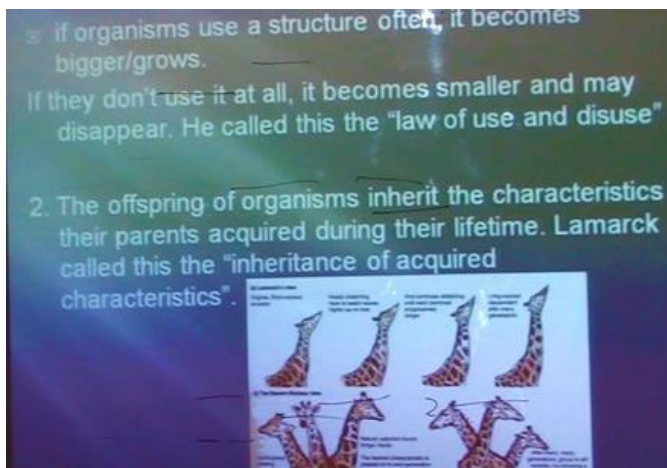 if organisms use a structure often, it becomes
bigger/grows.
If they don't use it at all, it becomes smaller and may
disappear. He called this the “law of use and disuse”
2. The offspring of organisms inherit the characteristics
their parents acquired during their lifetime. Lamarck
called this the “inheritance of acquired
characteristics”.